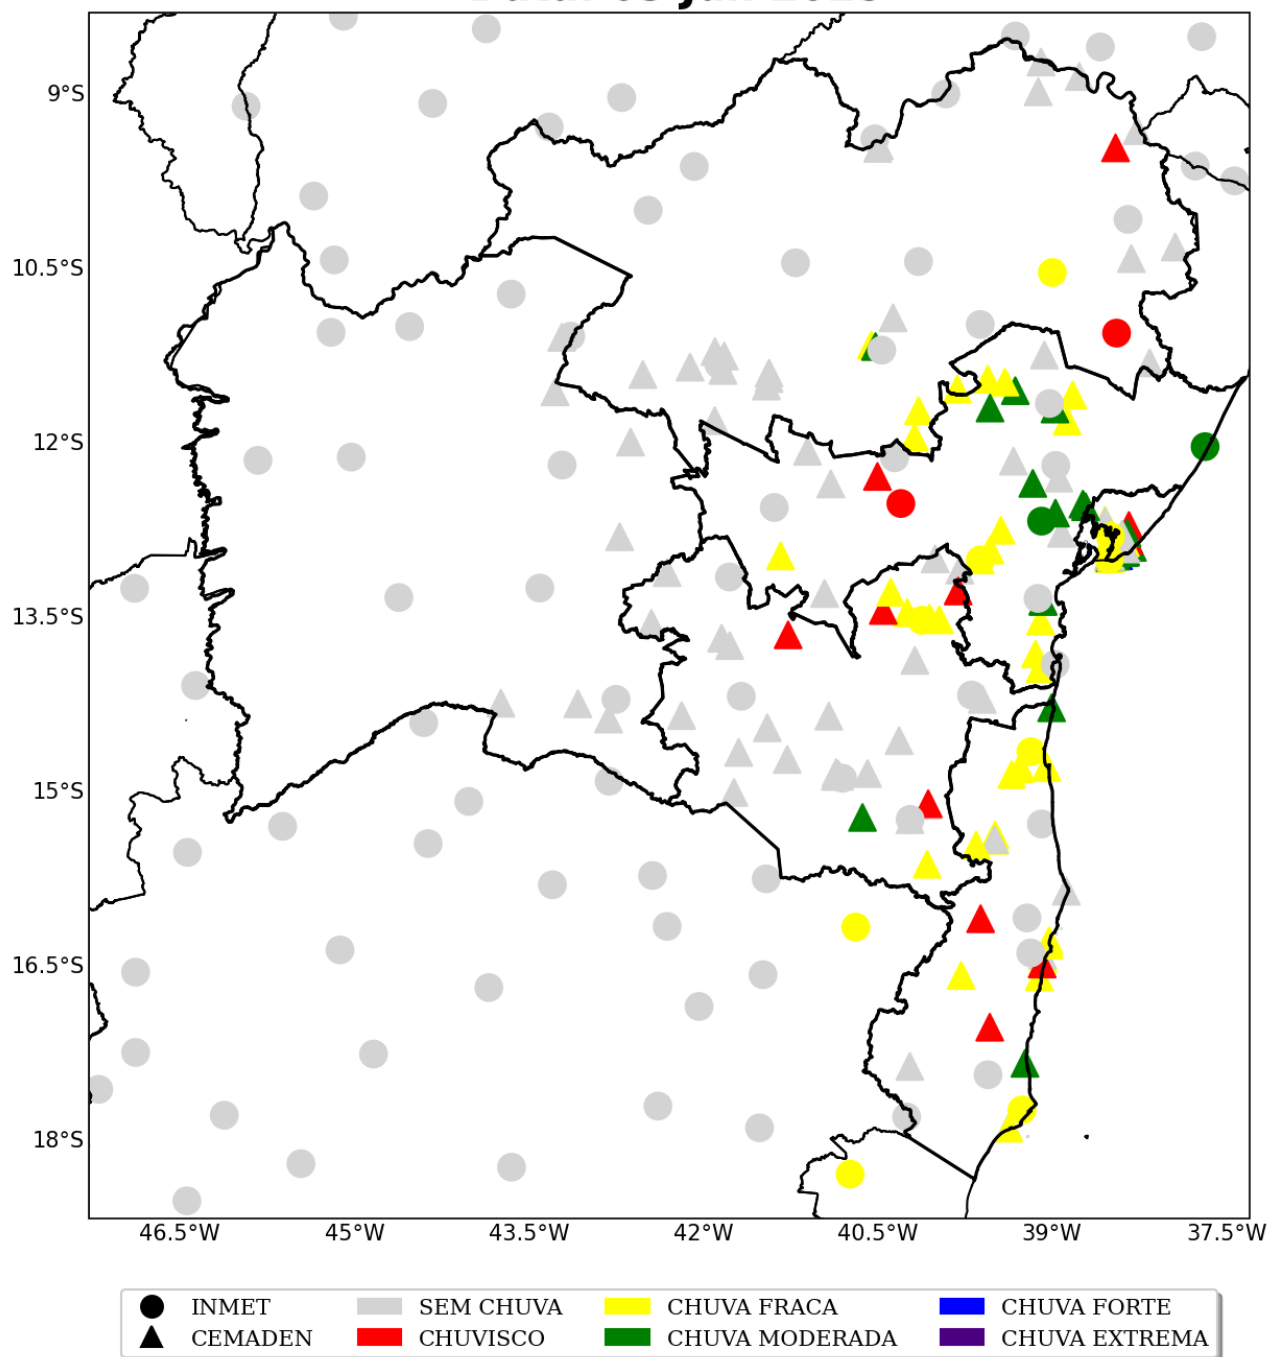 9°S
10.5°S
12°S
13.5°S
15°S
16.5°S
18°S
46.5°W 45°W 43.5°W 42°W 40.5°W 39°W 37.5°W
INMET SEM CHUVA CHUVA FRACA CHUVA FORTE
CEMADEN CHUVISCO CHUVA MODERADA CHUVA EXTREMA